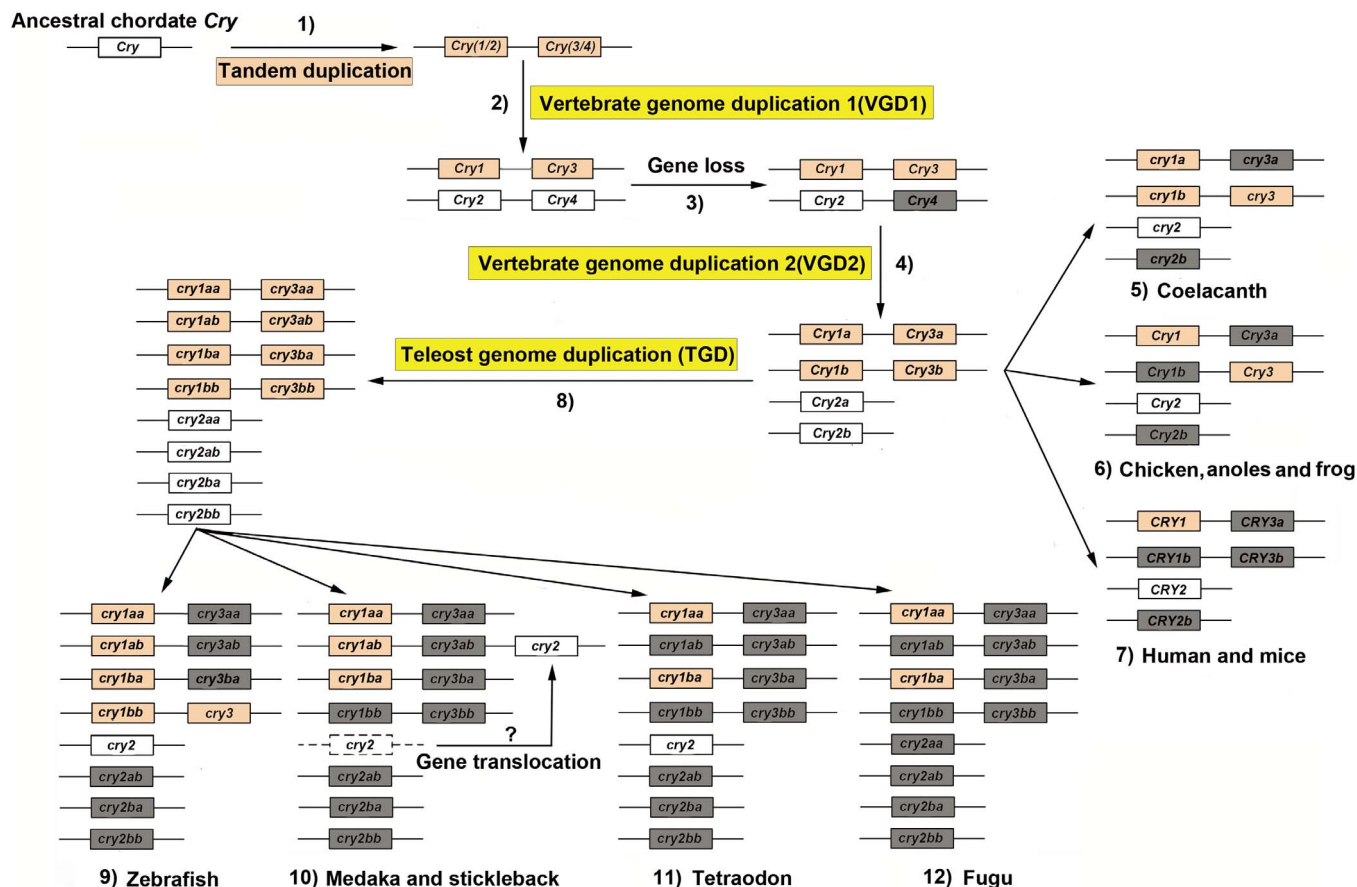 Ancestral chordate Cry
1)
Cry
Cry(1/2) Cry(3/4)
Tandem duplication
2)
Vertebrate genome duplication 1(VGD1)
Cry1 Cry3
Cry2 Cry4
Gene loss
3)
Cry1 Cry3
Cry2 Cry4
Vertebrate genome duplication 2(VGD2)
4)
Cry1a Cry3a
Cry1b Cry3b
Cry2a
Cry2b
cry1a cry3a
cry1b cry3
cry2
cry2b
5) Coelacanth
Cry1 Cry3a
Cry1b Cry3
Cry2
Cry2b
6) Chicken, anoles and frog
CRY1 CRY3a
CRY1b CRY3b
CRY2
CRY2b
7) Human and mice
Teleost genome duplication (TGD)
8)
cry1aa cry3aa
cry1ab cry3ab
cry1ba cry3ba
cry1bb cry3bb
cry2aa
cry2ab
cry2ba
cry2bb
cry1aa cry3aa
cry1ab cry3ab
cry1ba cry3ba
cry1bb cry3
cry2
cry2ab
cry2ba
cry2bb
9) Zebrafish
cry1aa cry3aa
cry1ab cry3ab cry2
cry1ba cry3ba
cry1bb cry3bb
cry2
?
Gene translocation
cry2ab
cry2ba
cry2bb
10) Medaka and stickleback
cry1aa cry3aa
cry1ab cry3ab
cry1ba cry3ba
cry1bb cry3bb
cry2
cry2ab
cry2ba
cry2bb
11) Tetraodon
cry1aa cry3aa
cry1ab cry3ab
cry1ba cry3ba
cry1bb cry3bb
cry2aa
cry2ab
cry2ba
cry2bb
12) Fugu